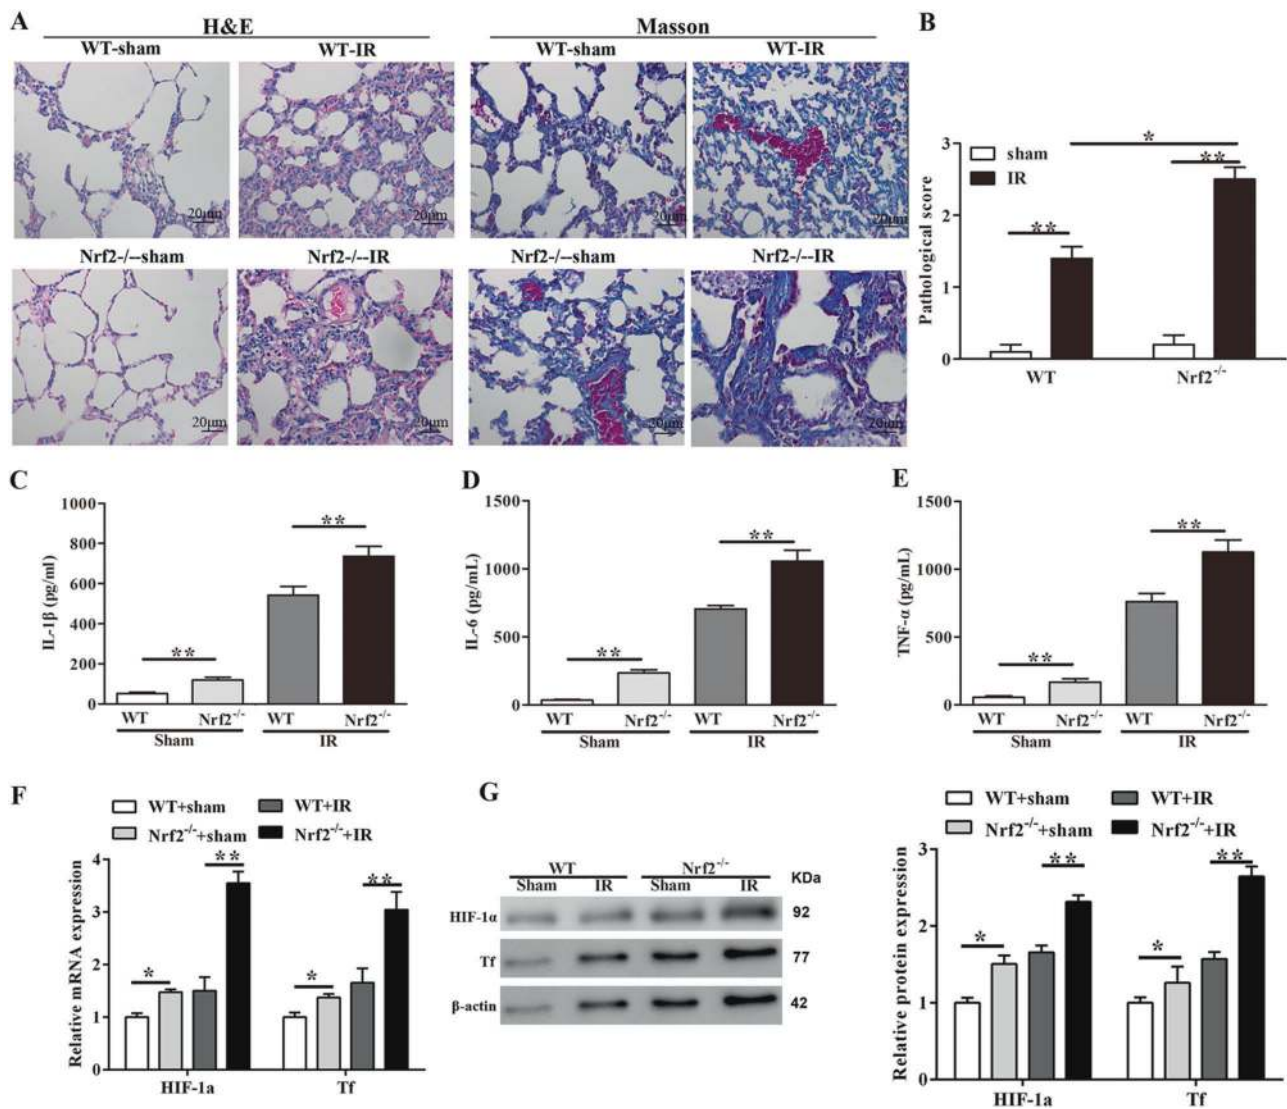 A
H&E
Masson
WT-sham
WT-IR
WT-sham
WT-IR
20μm
20μm
20μm
20μm
Nrf2-/--sham
Nrf2-/--IR
Nrf2-/--sham
Nrf2-/--IR
20μm
20μm
20μm
20μm
B
sham
IR
Pathological score
3
2
1
0
*
**
**
WT
Nrf2-/-
C
IL-1β (pg/ml)
1000
800
600
400
200
0
**
**
WT
Nrf2-/-
WT
Nrf2-/-
Sham
IR
D
IL-6 (pg/mL)
1500
1000
500
0
**
**
WT
Nrf2-/-
WT
Nrf2-/-
Sham
IR
E
TNF-α (pg/mL)
1500
1000
500
0
**
**
WT
Nrf2-/-
WT
Nrf2-/-
Sham
IR
F
WT+sham
WT+IR
Nrf2-/-+sham
Nrf2-/-+IR
Relative mRNA expression
4
3
2
1
0
*
**
*
**
HIF-1a
Tf
G
WT
Nrf2-/-
Sham
IR
Sham
IR
KDa
HIF-1α
92
Tf
77
β-actin
42
WT+sham
WT+IR
Nrf2-/-+sham
Nrf2-/-+IR
Relative protein expression
3
2
1
0
*
**
*
**
HIF-1a
Tf